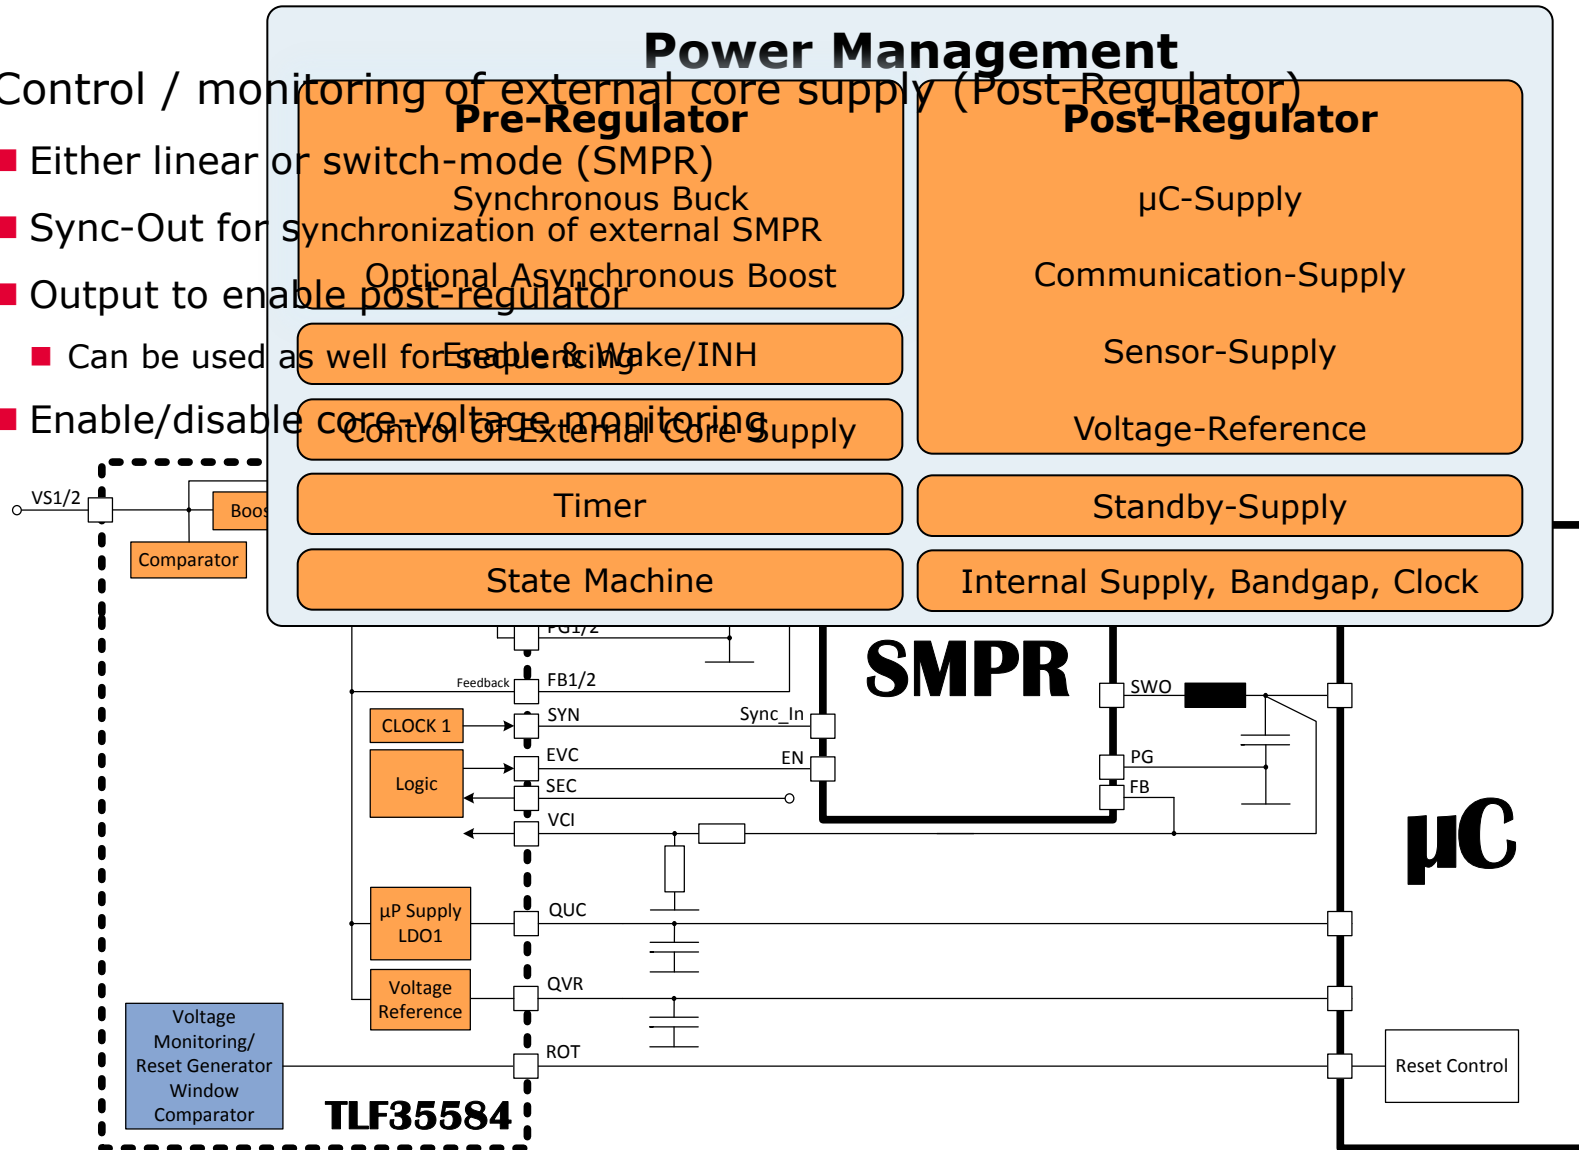 Power Management
Control / monitoring of external core supply (Post-Regulator)
Pre-Regulator
Post-Regulator
Either linear or switch-mode (SMPR)
Synchronous Buck
µC-Supply
Sync-Out for synchronization of external SMPR
Optional Asynchronous Boost
Communication-Supply
Output to enable post-regulator
Can be used as well for sequencing
Enable & Wake/INH
Sensor-Supply
Enable/disable core-voltage monitoring
Control of External Core Supply
Voltage-Reference
VS1/2
Timer
Standby-Supply
Comparator
State Machine
Internal Supply, Bandgap, Clock
PG1/2
SMPR
Feedback
FB1/2
SWO
CLOCK 1
SYN
Sync_In
Logic
EVC
EN
PG
SEC
FB
VCI
µC
µP Supply
LDO1
QUC
Voltage
Reference
QVR
Voltage
Monitoring/
Reset Generator
Window
Comparator
ROT
Reset Control
TLF35584